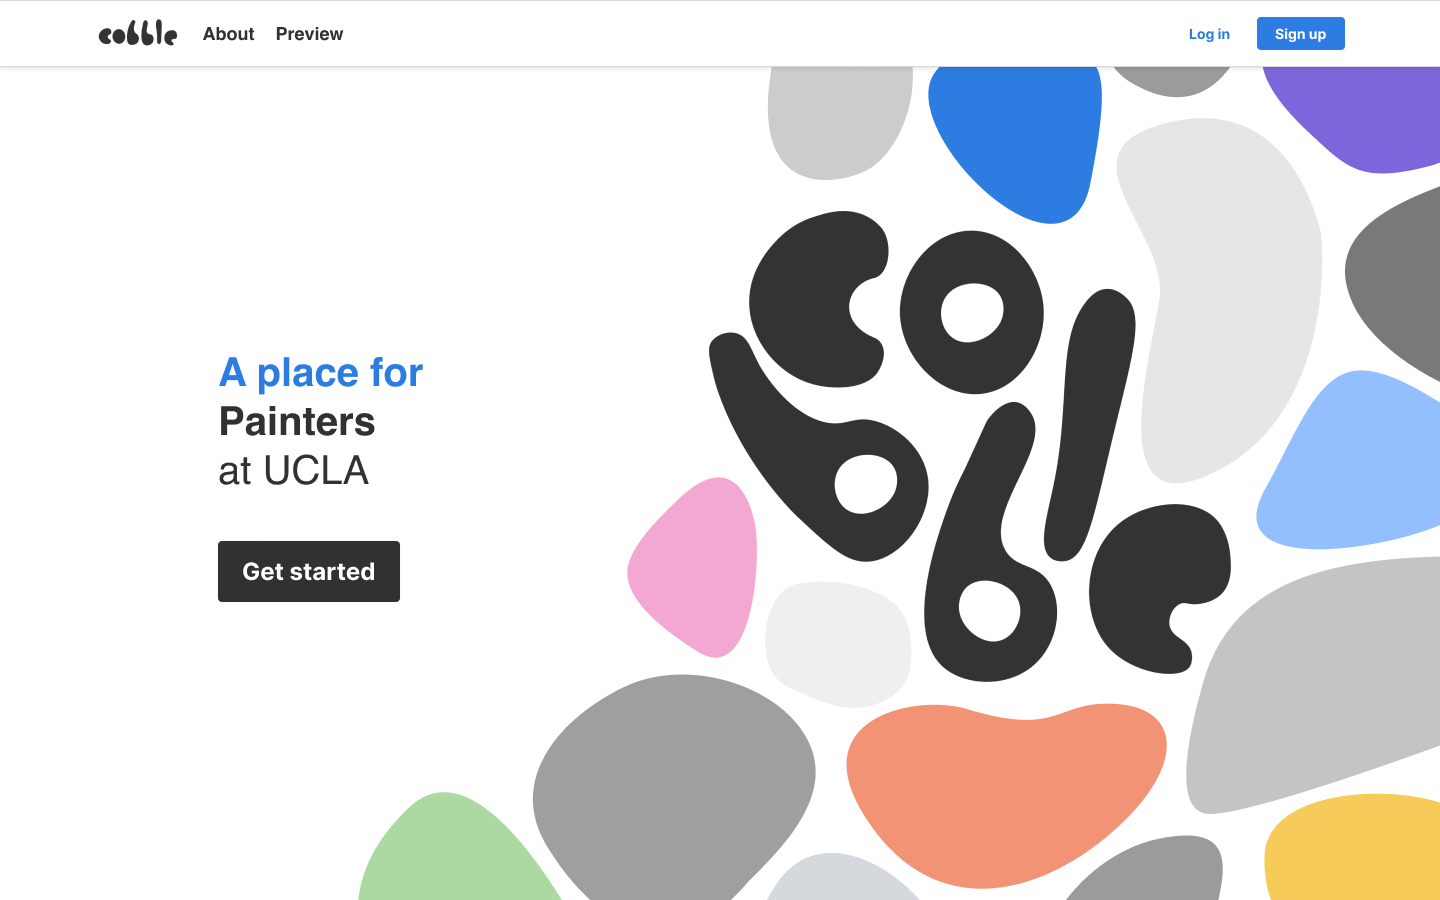 cobble
About
Preview
Log in
Sign up
cobble
A place for
Painters
at UCLA
Get started